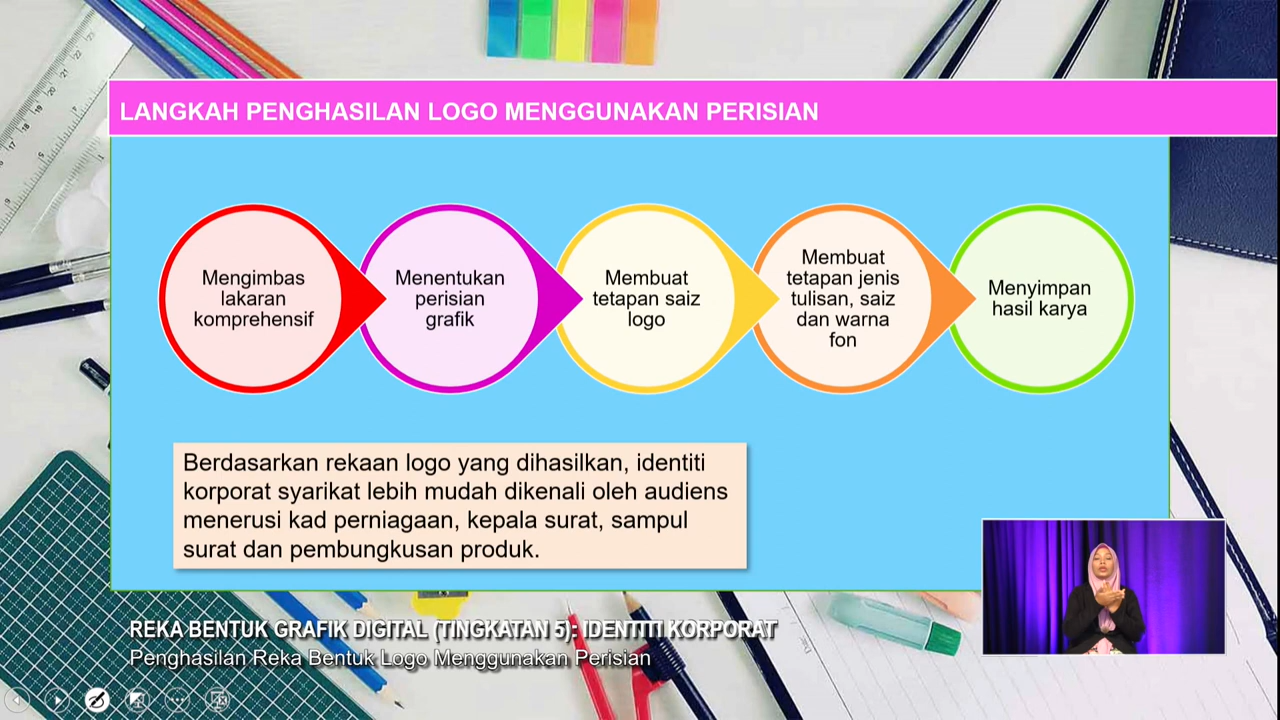 LANGKAH PENGHASILAN LOGO MENGGUNAKAN PERISIAN
Mengimbas
lakaran
komprehensif
Menentukan
perisian
grafik
Membuat
tetapan saiz
logo
Membuat
tetapan jenis
tulisan, saiz
dan warna
fon
Menyimpan
hasil karya
Berdasarkan rekaan logo yang dihasilkan, identiti
korporat syarikat lebih mudah dikenali oleh audiens
menerusi kad perniagaan, kepala surat, sampul
surat dan pembungkusan produk.
REKA BENTUK GRAFIK DIGITAL (TINGKATAN 5): IDENTITI KORPORAT
Penghasilan Reka Bentuk Logo Menggunakan Perisian